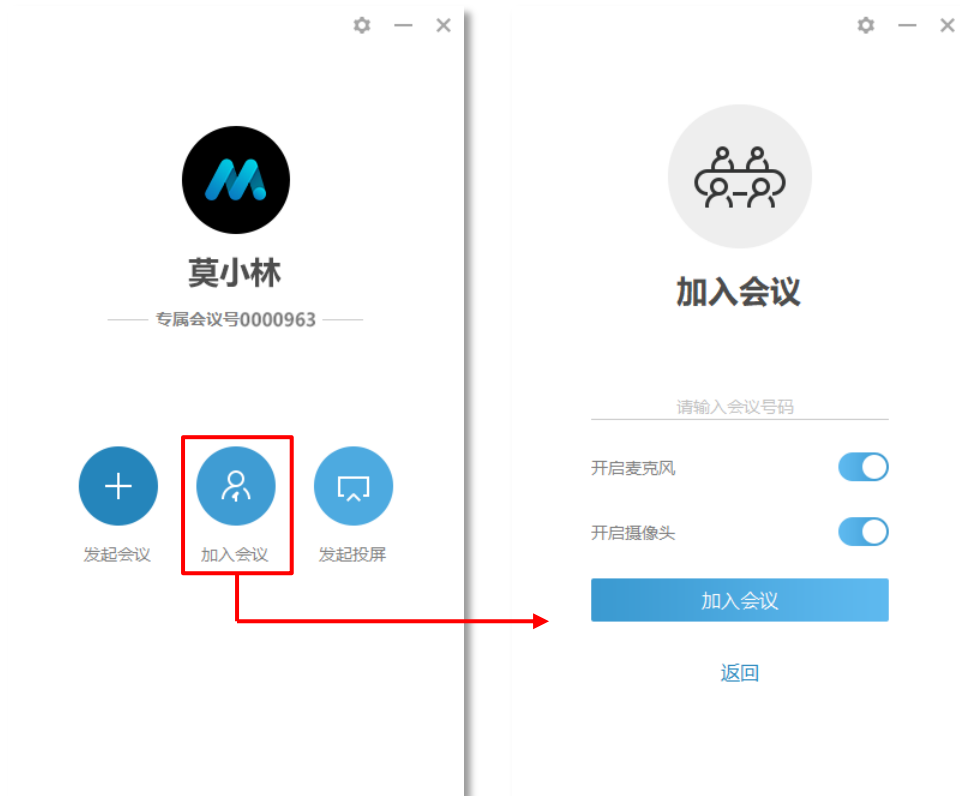 莫小林
专属会议号0000963
发起会议
加入会议
发起投屏
加入会议
请输入会议号码
开启麦克风
开启摄像头
加入会议
返回